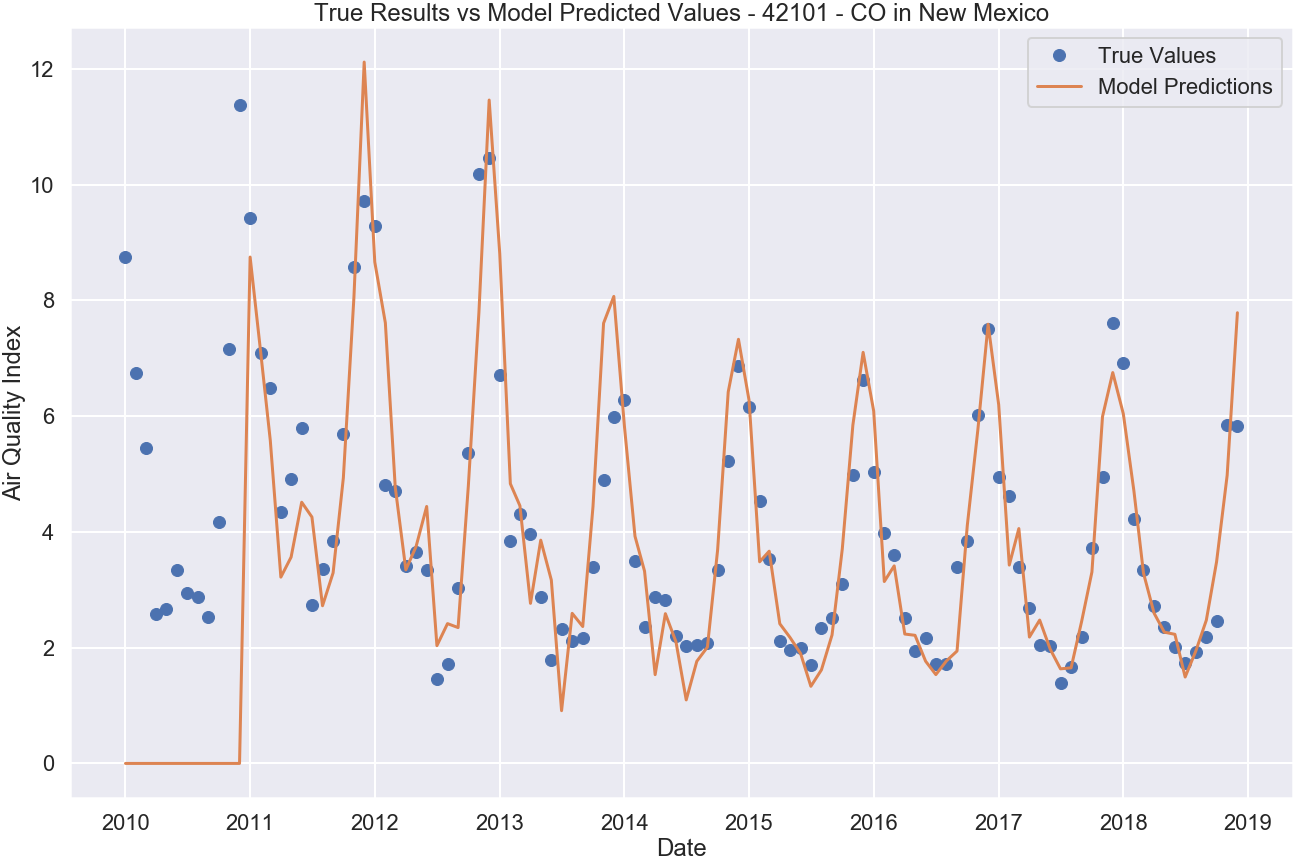 True Results vs Model Predicted Values - 42101 - CO in New Mexico
True Values
Model Predictions
Air Quality Index
12
10
8
6
4
2
0
2010 2011 2012 2013 2014 2015 2016 2017 2018 2019
Date